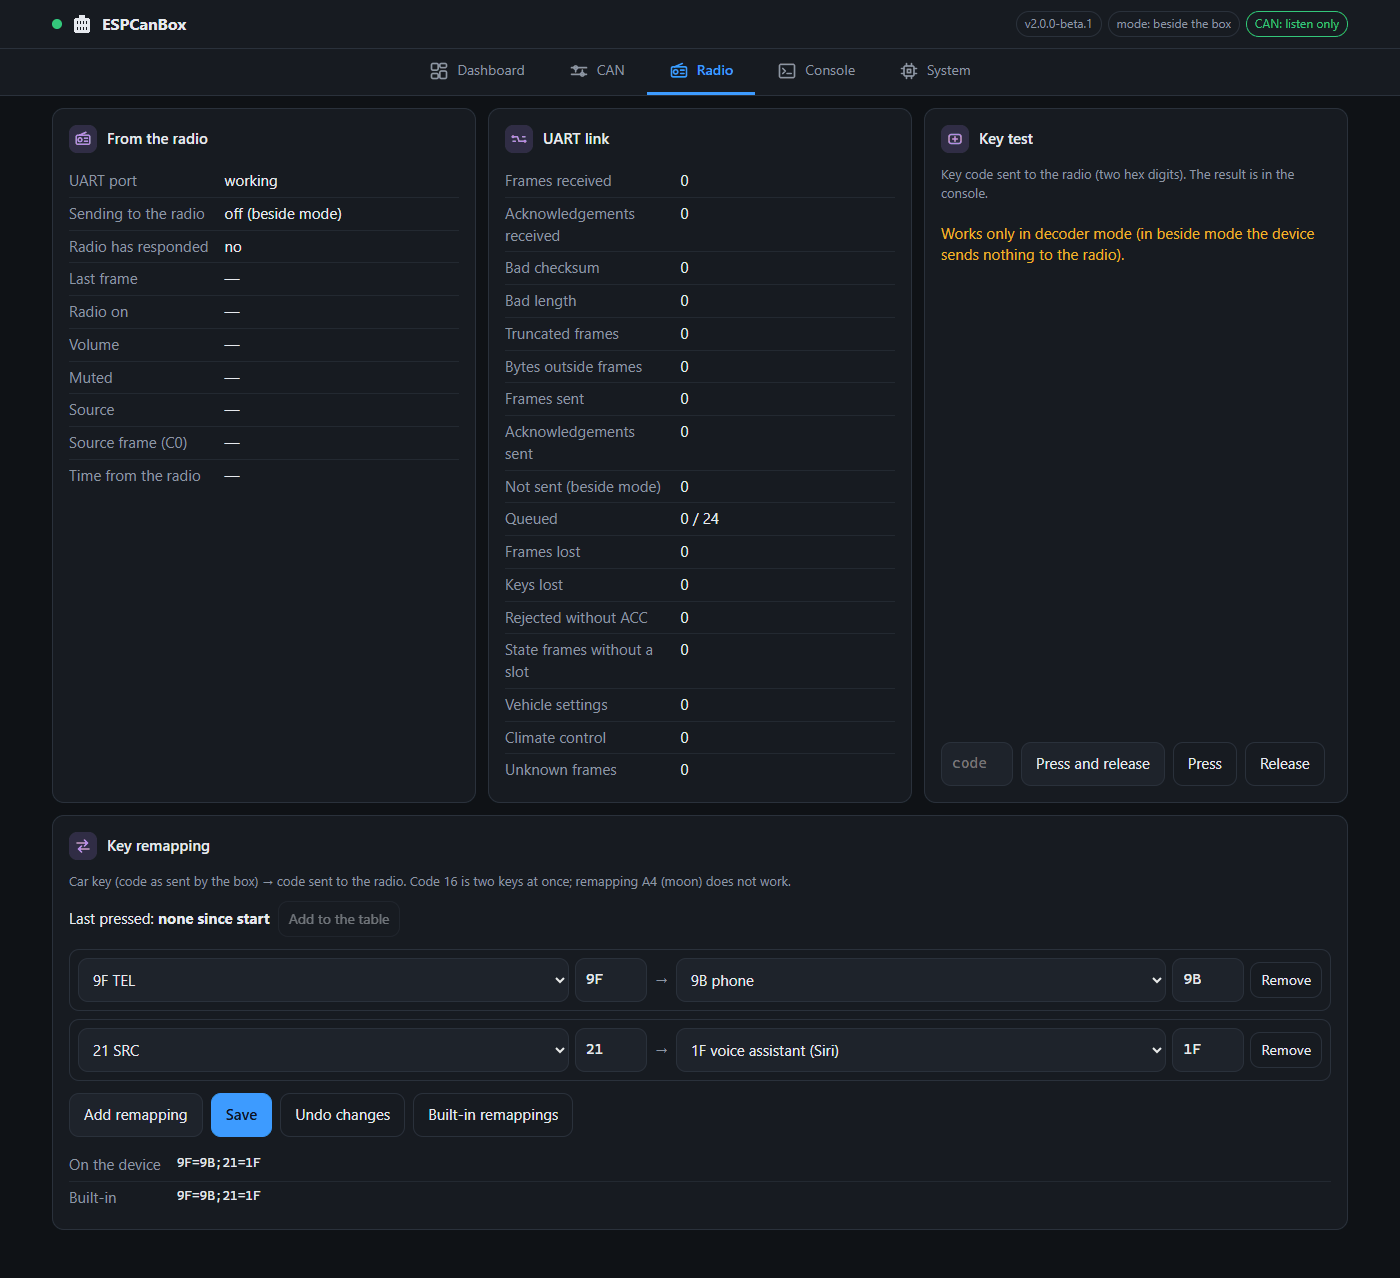 ESPCanBox
v2.0.0-beta.1
mode: beside the box
CAN: listen only
Dashboard
CAN
Radio
Console
System
From the radio
UART port working
Sending to the radio off (beside mode)
Radio has responded no
Last frame —
Radio on —
Volume —
Muted —
Source —
Source frame (C0) —
Time from the radio —
UART link
Frames received 0
Acknowledgements 0
received
Bad checksum 0
Bad length 0
Truncated frames 0
Bytes outside frames 0
Frames sent 0
Acknowledgements 0
sent
Not sent (beside mode) 0
Queued 0 / 24
Frames lost 0
Keys lost 0
Rejected without ACC 0
State frames without a 0
slot
Vehicle settings 0
Climate control 0
Unknown frames 0
Key test
Key code sent to the radio (two hex digits). The result is in the
console.
Works only in decoder mode (in beside mode the device
sends nothing to the radio).
code
Press and release
Press
Release
Key remapping
Car key (code as sent by the box) → code sent to the radio. Code 16 is two keys at once; remapping A4 (moon) does not work.
Last pressed: none since start Add to the table
9F TEL 9F → 9B phone 9B Remove
21 SRC 21 → 1F voice assistant (Siri) 1F Remove
Add remapping Save Undo changes Built-in remappings
On the device 9F=9B;21=1F
Built-in 9F=9B;21=1F